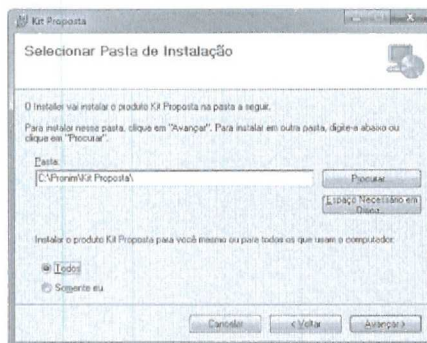 Kit Proposta
Selecionar Pasta de Instalação
O Instalador vai instalar o produto Kit Proposta na pasta a seguir.
Para instalar nesse pasta, clique em "Avançar". Para instalar em outra pasta, digite-a abaixo ou
clique em "Procurar".
Pasta:
C:\Pronim\Kit Proposta\
Procurar...
Espaço Necessário em
Disco...
Instalar o produto Kit Proposta para você mesmo ou para todos os que usam o computador:
Todos
Somente eu
Cancelar
< Voltar
Avançar >